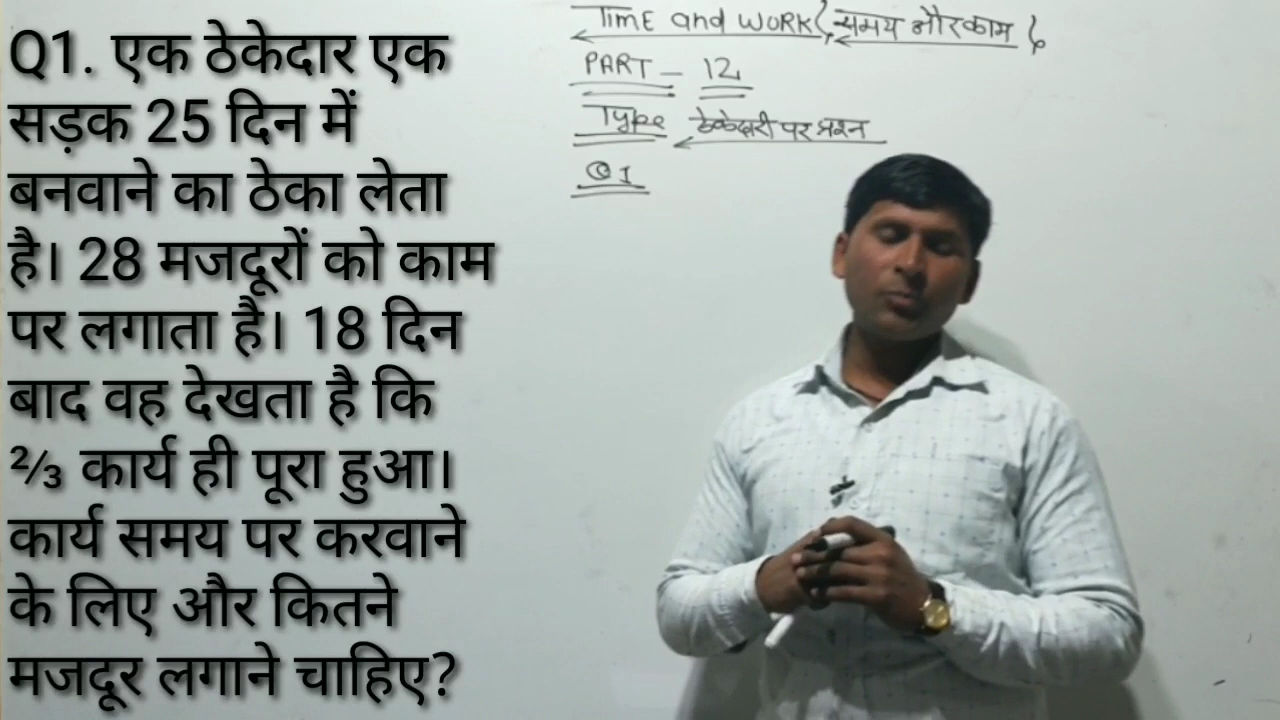 Q1. एक ठेकेदार एक
सड़क 25 दिन में
बनवाने का ठेका लेता
है। 28 मजदूरों को काम
पर लगाता है। 18 दिन
बाद वह देखता है कि
⅔ कार्य ही पूरा हुआ।
कार्य समय पर करवाने
के लिए और कितने
मजदूर लगाने चाहिए?
TIME and WORK (समय औरकाम)
PART - 12
Type ठेकेदारी पर प्रश्न
Q1